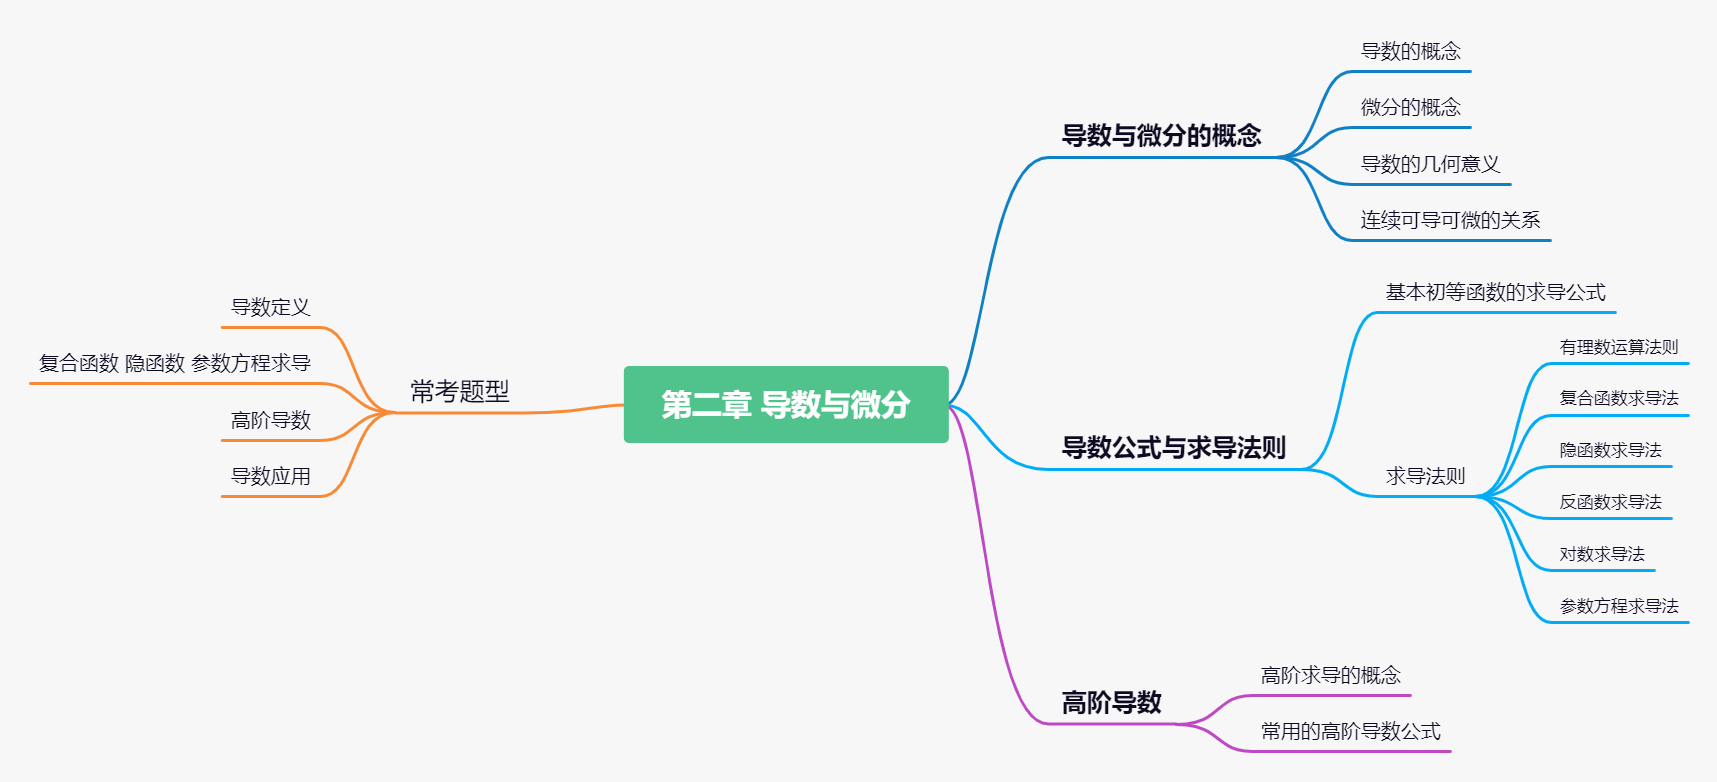 第二章 导数与微分
导数与微分的概念
导数的概念
微分的概念
导数的几何意义
连续可导可微的关系
导数公式与求导法则
基本初等函数的求导公式
求导法则
有理数运算法则
复合函数求导法
隐函数求导法
反函数求导法
对数求导法
参数方程求导法
高阶导数
高阶求导的概念
常用的高阶导数公式
常考题型
导数定义
复合函数 隐函数 参数方程求导
高阶导数
导数应用